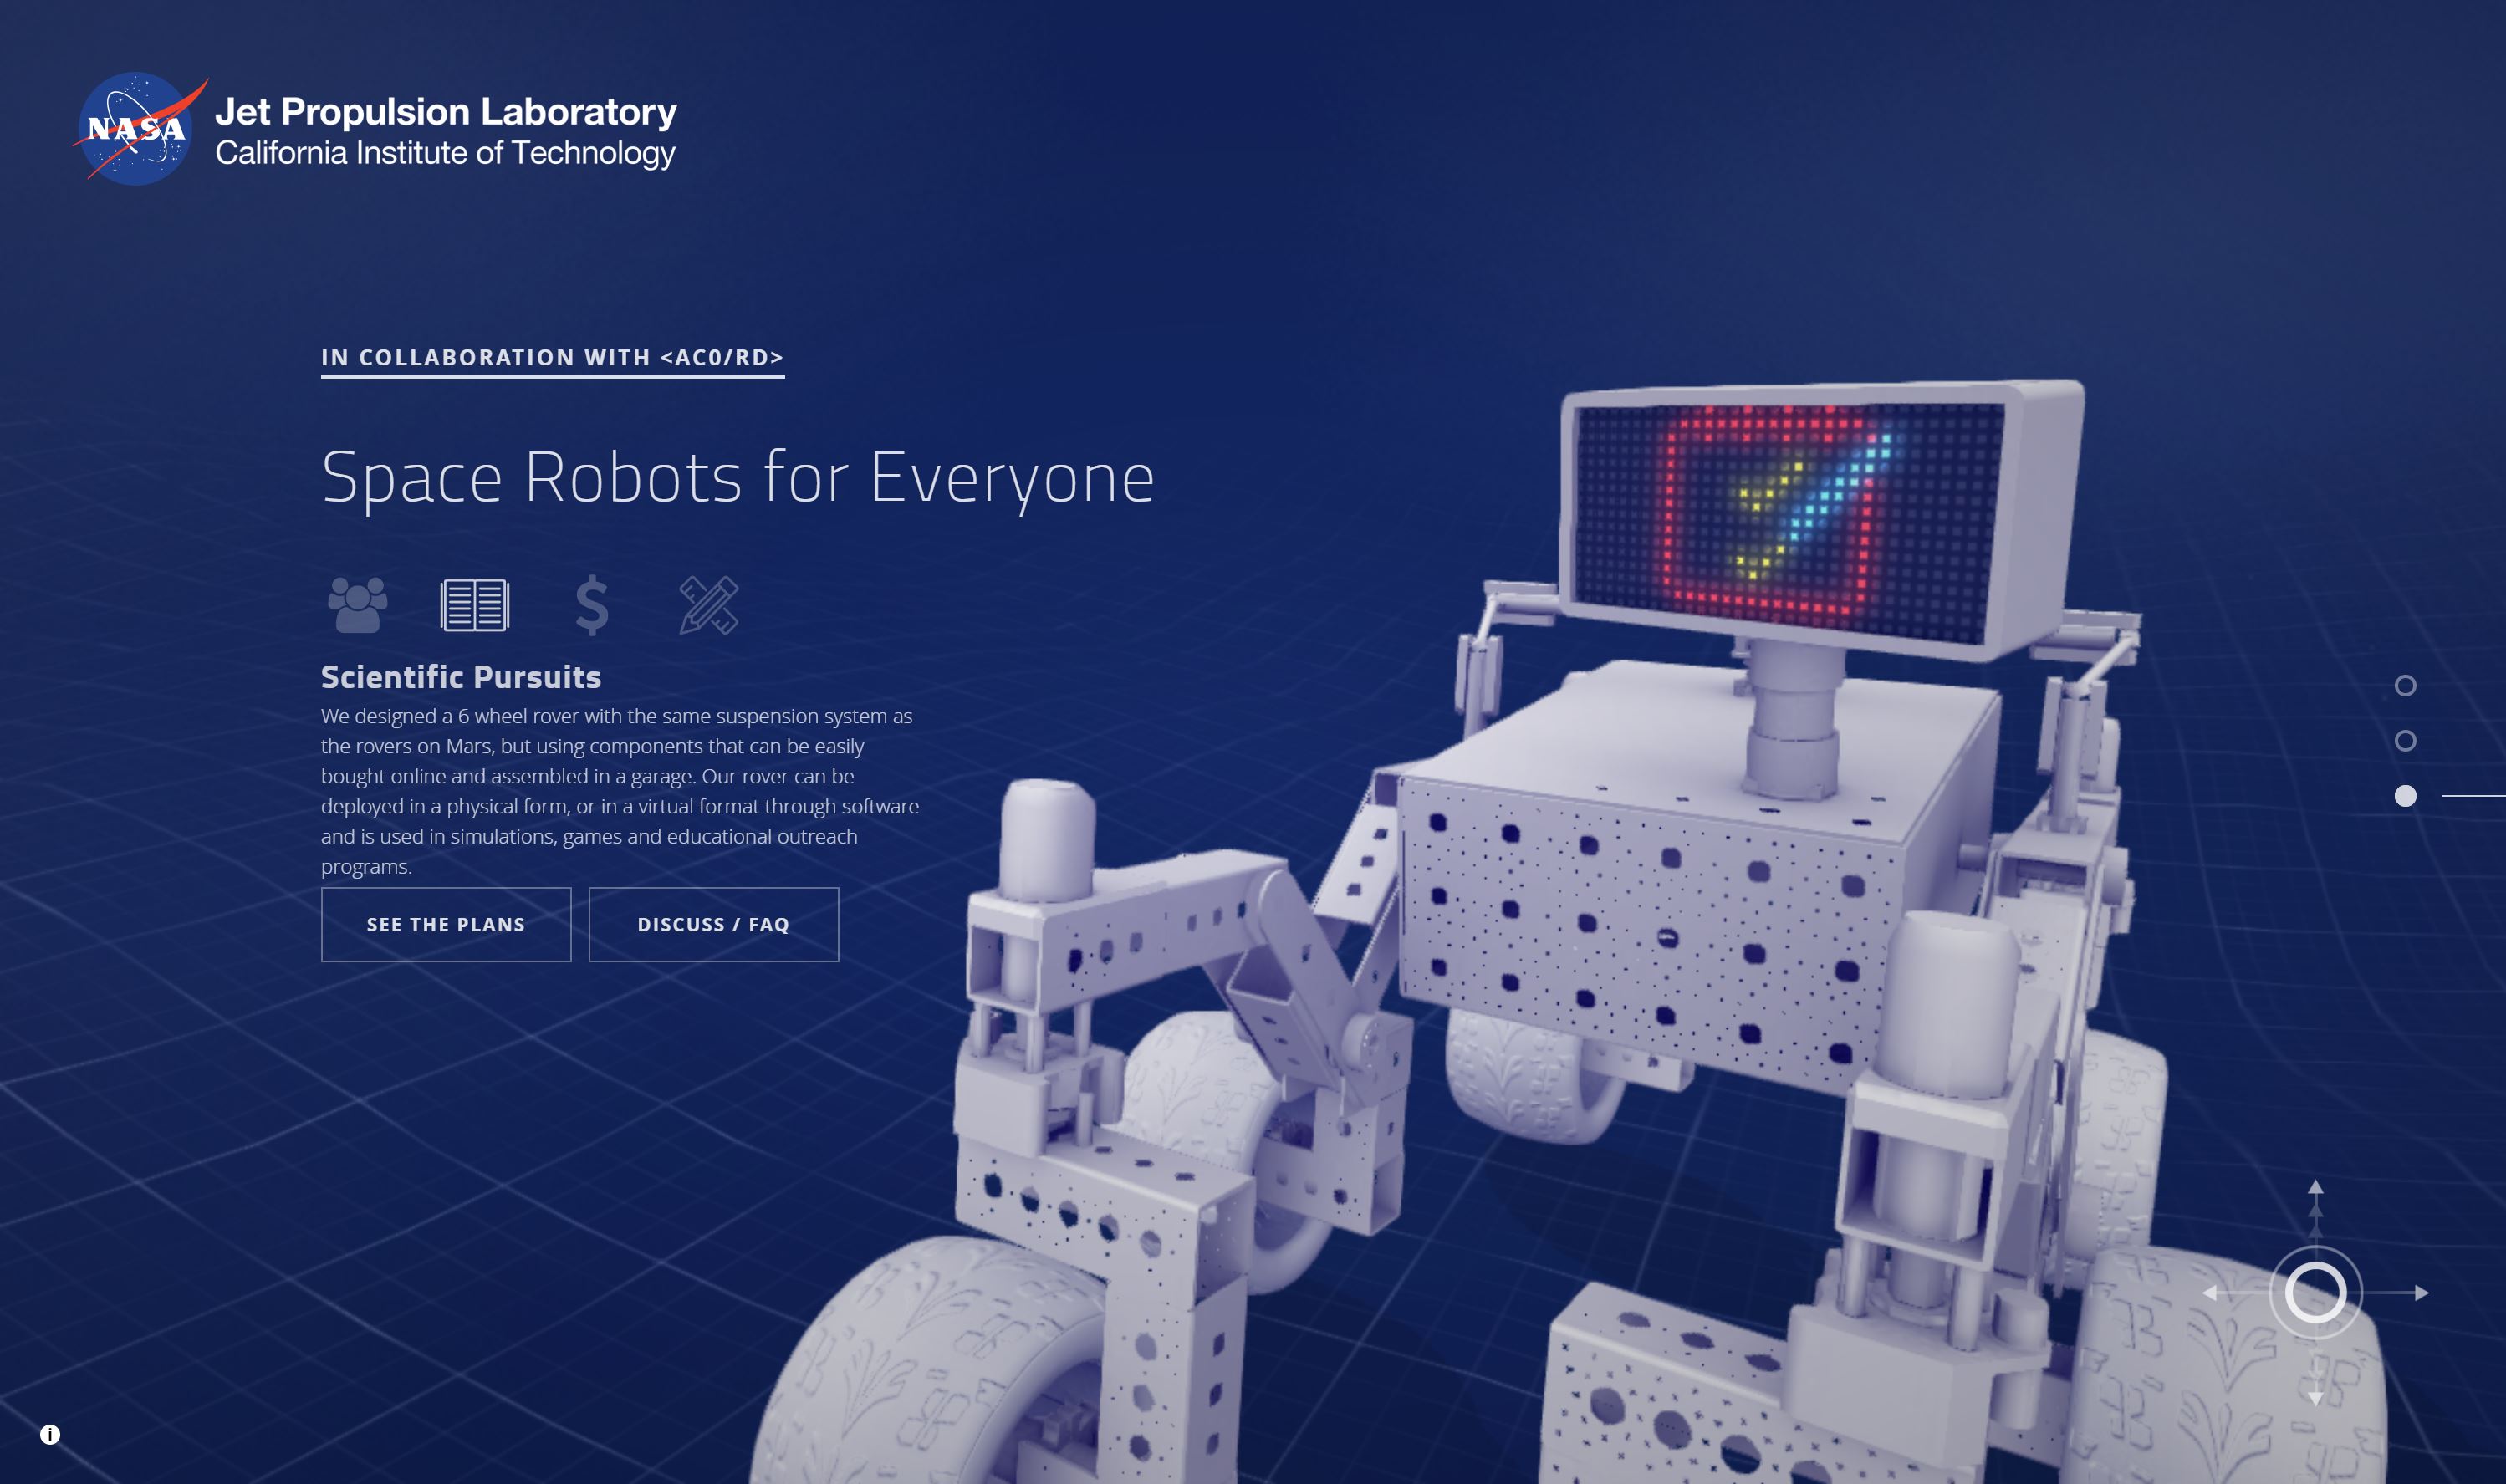 NASA
Jet Propulsion Laboratory
California Institute of Technology
IN COLLABORATION WITH <AC0/RD>
Space Robots for Everyone
Scientific Pursuits
We designed a 6 wheel rover with the same suspension system as
the rovers on Mars, but using components that can be easily
bought online and assembled in a garage. Our rover can be
deployed in a physical form, or in a virtual format through software
and is used in simulations, games and educational outreach
programs.
SEE THE PLANS
DISCUSS / FAQ